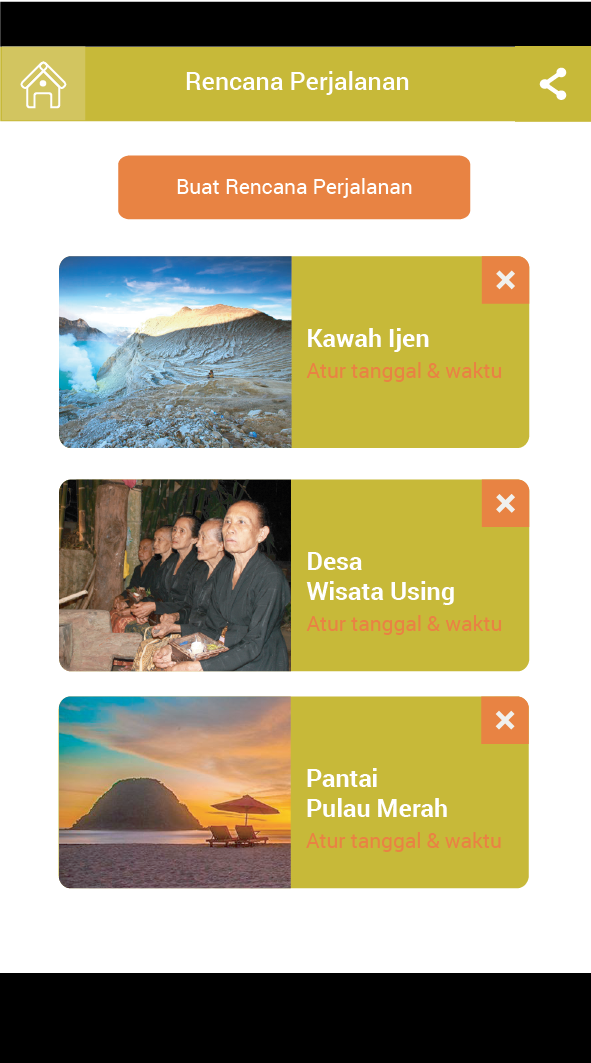 Rencana Perjalanan
Buat Rencana Perjalanan
Kawah Ijen
Atur tanggal & waktu
Desa
Wisata Using
Atur tanggal & waktu
Pantai
Pulau Merah
Atur tanggal & waktu